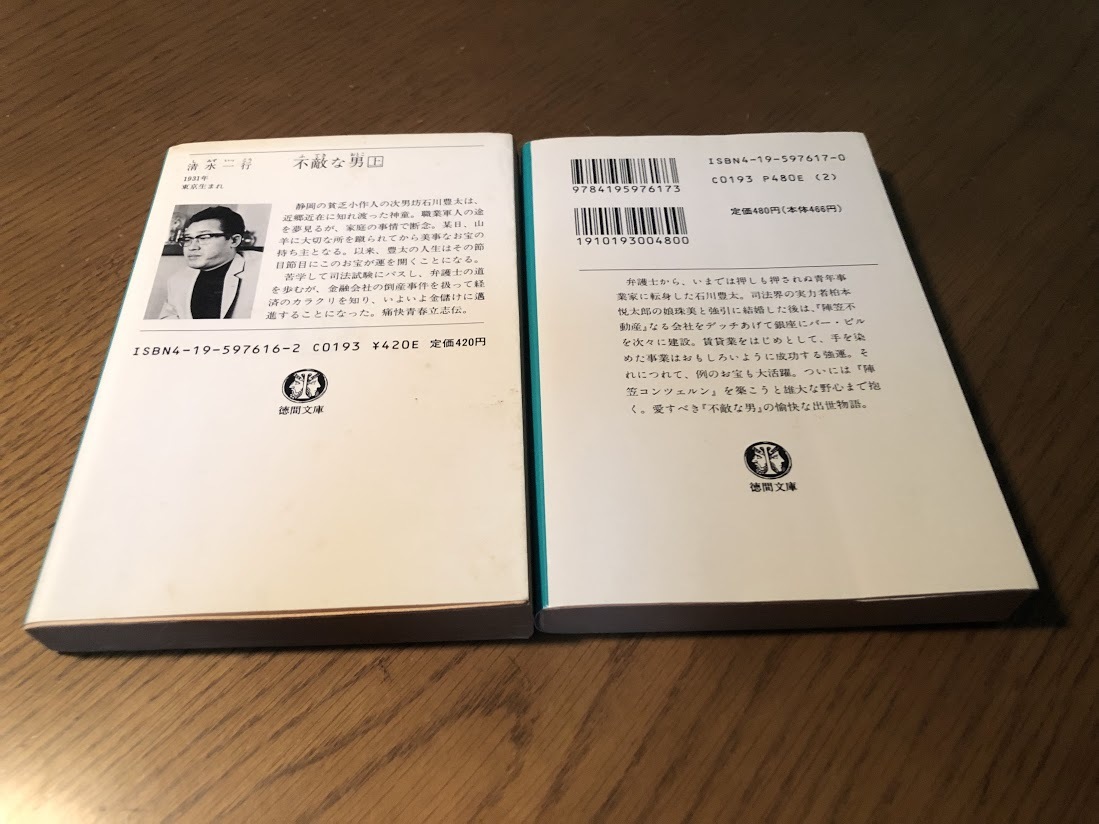 清水一行
しみずいっこう
不敵な男上
ふてき おとこ
1931年
東京生まれ
静岡の貧乏小作人の次男坊石川豊太は、
近郷近在に知れ渡った神童。職業軍人の途
を夢見るが、家庭の事情で断念。某日、山
羊に大切な所を蹴られてから美事なお宝の
持ち主となる。以来、豊太の人生はその節
目節目にこのお宝が運を開くことになる。
苦学して司法試験にパスし、弁護士の道
を歩むが、金融会社の倒産事件を扱って経
済のカラクリを知り、いよいよ金儲けに邁
進することになった。痛快青春立志伝。
ISBN4-19-597616-2 C0193 ¥420E 定価420円
徳間文庫
9784195976173
1910193004800
ISBN4-19-597617-0
C0193 P480E (2)
定価480円(本体466円)
弁護士から、いまでは押しも押されぬ青年事
業家に転身した石川豊太。司法界の実力若柏本
悦太郎の娘珠美と強引に結婚した後は、『陣笠不
動産』なる会社をデッチあげて銀座にバー・ビル
を次々に建設。賃貸業をはじめとして、手を染
めた事業はおもしろいように成功する強運。そ
れにつれて、例のお宝も大活躍。ついには『陣
笠コンツェルン』を築こうと雄大な野心まで抱
く。愛すべき『不敵な男』の愉快な出世物語。
徳間文庫